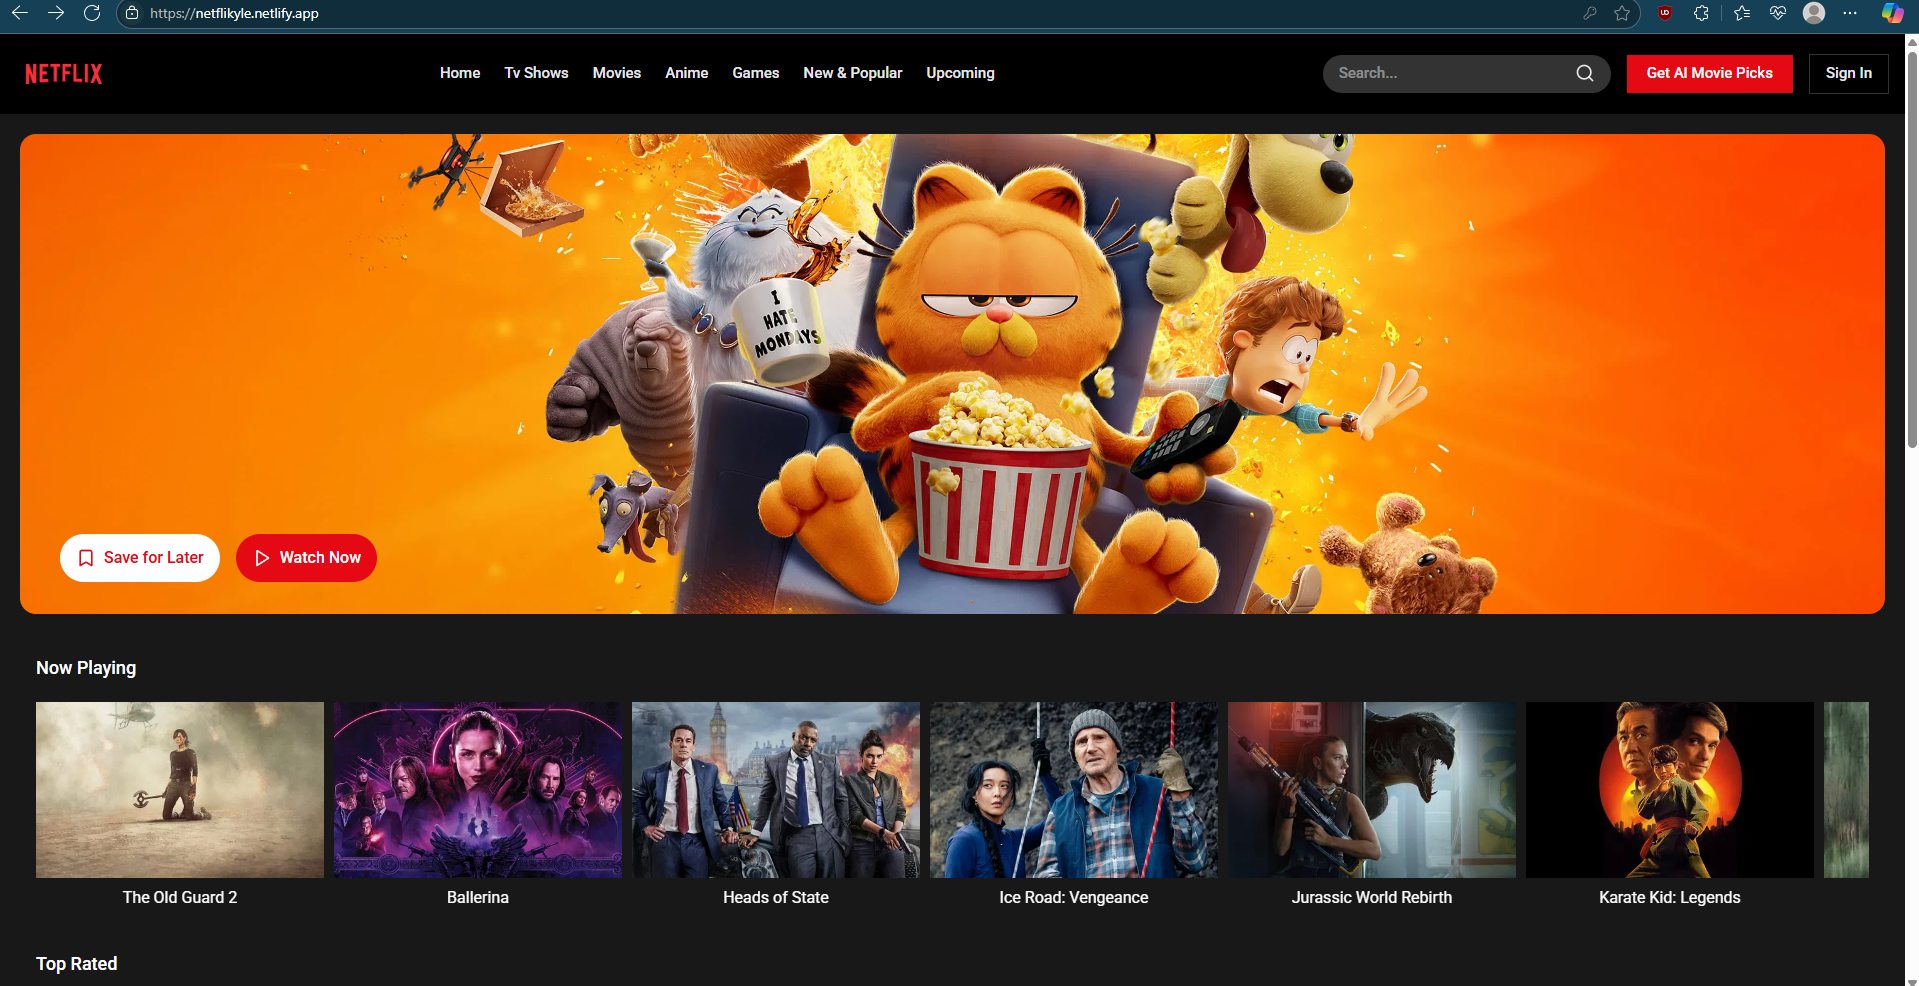 https://netflikyle.netlify.app
NETFLIX
Home Tv Shows Movies Anime Games New & Popular Upcoming
Search...
Get AI Movie Picks
Sign In
I
HATE
MONDAYS
Save for Later
Watch Now
Now Playing
The Old Guard 2
Ballerina
Heads of State
Ice Road: Vengeance
Jurassic World Rebirth
Karate Kid: Legends
Top Rated